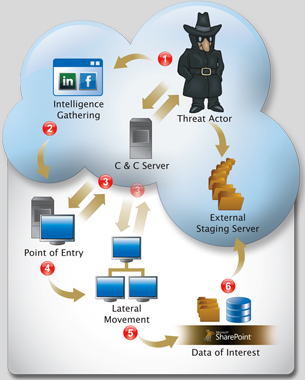 1
in f
Intelligence
Gathering
Threat Actor
2
C & C Server
3
3
External
Staging Server
Point of Entry
4
Lateral
Movement
5
6
Microsoft
SharePoint
Data of Interest